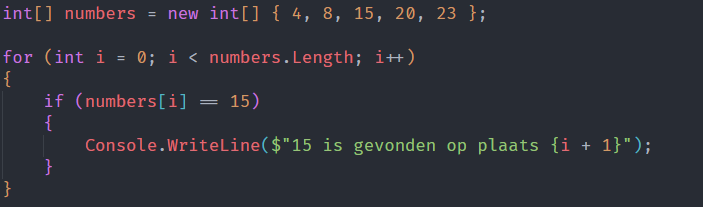 int[] numbers = new int[] { 4, 8, 15, 20, 23 };
for (int i = 0; i < numbers.Length; i++)
{
if (numbers[i] == 15)
{
Console.WriteLine($"15 is gevonden op plaats {i + 1}");
}
}